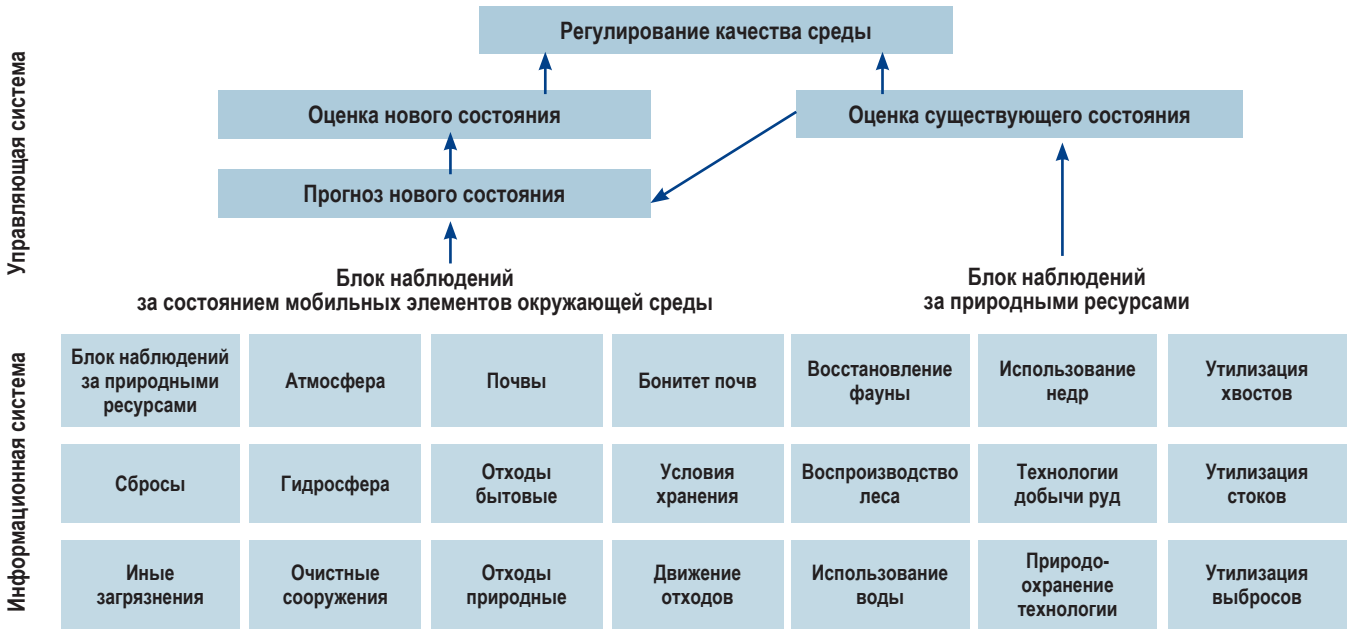 Регулирование качества среды
Управляющая система
Оценка нового состояния
Оценка существующего состояния
Прогноз нового состояния
Блок наблюдений
за состоянием мобильных элементов окружающей среды
Блок наблюдений
за природными ресурсами
Информационная система
Блок наблюдений
за природными
ресурсами
Атмосфера
Почвы
Бонитет почв
Восстановление
фауны
Использование
недр
Утилизация
хвостов
Сбросы
Гидросфера
Отходы
бытовые
Условия
хранения
Воспроизводство
леса
Технологии
добычи руд
Утилизация
стоков
Иные
загрязнения
Очистные
сооружения
Отходы
природные
Движение
отходов
Использование
воды
Природо-
охранение
технологии
Утилизация
выбросов